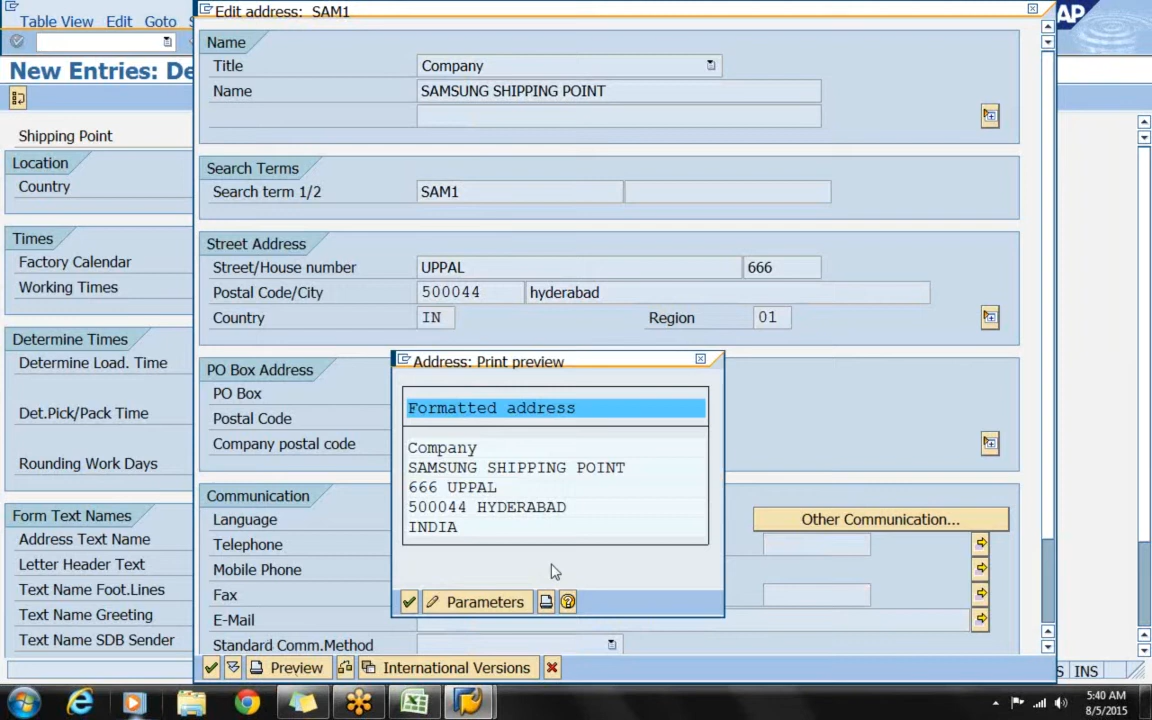 Table View Edit Goto
Edit address: SAM1
AP
New Entries: De
Name
Title Company
Name SAMSUNG SHIPPING POINT
Shipping Point
Location
Country
Search Terms
Search term 1/2 SAM1
Times
Factory Calendar
Working Times
Street Address
Street/House number UPPAL 666
Postal Code/City 500044 hyderabad
Country IN Region 01
Determine Times
Determine Load. Time
Det.Pick/Pack Time
Rounding Work Days
PO Box Address
PO Box
Postal Code
Company postal code
Address: Print preview
Formatted address
Company
SAMSUNG SHIPPING POINT
666 UPPAL
500044 HYDERABAD
INDIA
Parameters
Form Text Names
Address Text Name
Letter Header Text
Text Name Foot.Lines
Text Name Greeting
Text Name SDB Sender
Communication
Language Other Communication...
Telephone
Mobile Phone
Fax
E-Mail
Standard Comm.Method
Preview International Versions
S INS
5:40 AM
8/5/2015